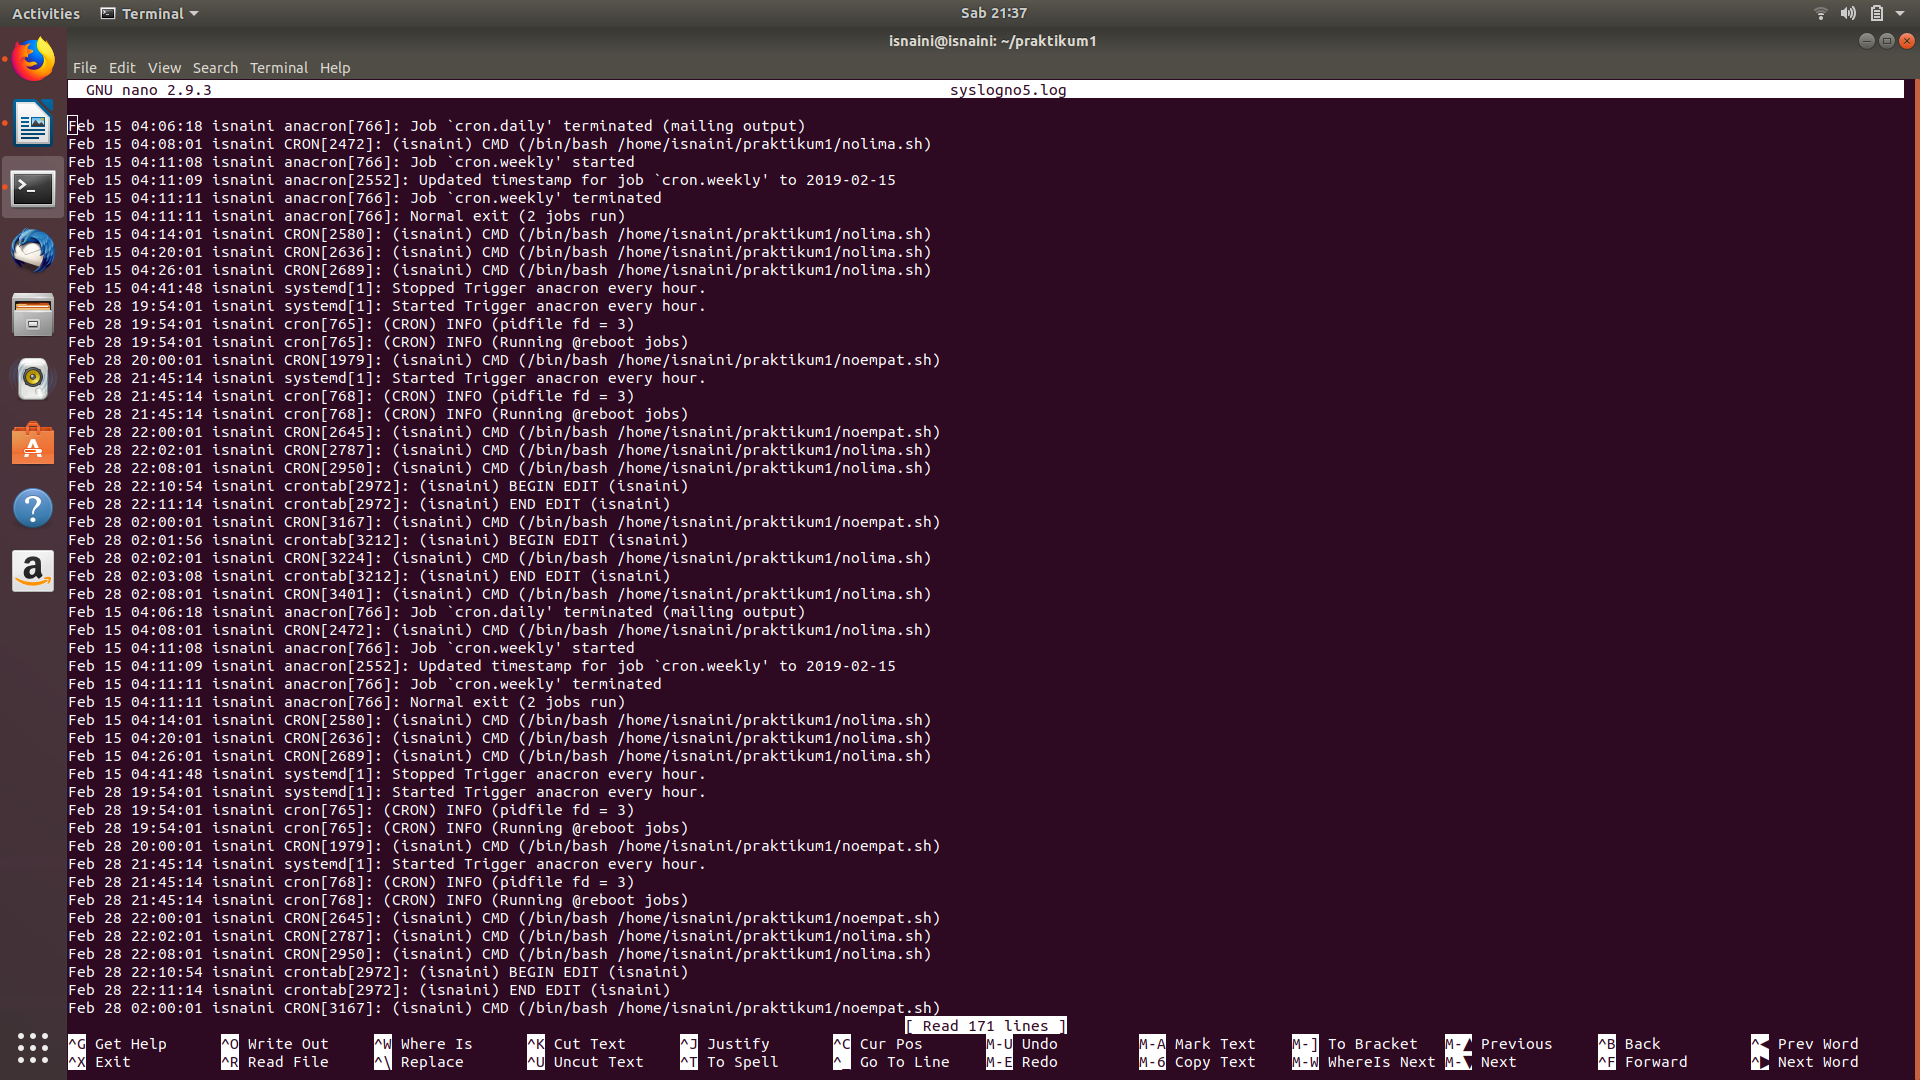 Activities Terminal Sab 21:37
isnaini@isnaini: ~/praktikum1
File Edit View Search Terminal Help
GNU nano 2.9.3 syslogno5.log
Feb 15 04:06:18 isnaini anacron[766]: Job `cron.daily' terminated (mailing output)
Feb 15 04:08:01 isnaini CRON[2472]: (isnaini) CMD (/bin/bash /home/isnaini/praktikum1/nolima.sh)
Feb 15 04:11:08 isnaini anacron[766]: Job `cron.weekly' started
Feb 15 04:11:09 isnaini anacron[2552]: Updated timestamp for job `cron.weekly' to 2019-02-15
Feb 15 04:11:11 isnaini anacron[766]: Job `cron.weekly' terminated
Feb 15 04:11:11 isnaini anacron[766]: Normal exit (2 jobs run)
Feb 15 04:14:01 isnaini CRON[2580]: (isnaini) CMD (/bin/bash /home/isnaini/praktikum1/nolima.sh)
Feb 15 04:20:01 isnaini CRON[2636]: (isnaini) CMD (/bin/bash /home/isnaini/praktikum1/nolima.sh)
Feb 15 04:26:01 isnaini CRON[2689]: (isnaini) CMD (/bin/bash /home/isnaini/praktikum1/nolima.sh)
Feb 15 04:41:48 isnaini systemd[1]: Stopped Trigger anacron every hour.
Feb 28 19:54:01 isnaini systemd[1]: Started Trigger anacron every hour.
Feb 28 19:54:01 isnaini cron[765]: (CRON) INFO (pidfile fd = 3)
Feb 28 19:54:01 isnaini cron[765]: (CRON) INFO (Running @reboot jobs)
Feb 28 20:00:01 isnaini CRON[1979]: (isnaini) CMD (/bin/bash /home/isnaini/praktikum1/noempat.sh)
Feb 28 21:45:14 isnaini systemd[1]: Started Trigger anacron every hour.
Feb 28 21:45:14 isnaini cron[768]: (CRON) INFO (pidfile fd = 3)
Feb 28 21:45:14 isnaini cron[768]: (CRON) INFO (Running @reboot jobs)
Feb 28 22:00:01 isnaini CRON[2645]: (isnaini) CMD (/bin/bash /home/isnaini/praktikum1/noempat.sh)
Feb 28 22:02:01 isnaini CRON[2787]: (isnaini) CMD (/bin/bash /home/isnaini/praktikum1/nolima.sh)
Feb 28 22:08:01 isnaini CRON[2950]: (isnaini) CMD (/bin/bash /home/isnaini/praktikum1/nolima.sh)
Feb 28 22:10:54 isnaini crontab[2972]: (isnaini) BEGIN EDIT (isnaini)
Feb 28 22:11:14 isnaini crontab[2972]: (isnaini) END EDIT (isnaini)
Feb 28 02:00:01 isnaini CRON[3167]: (isnaini) CMD (/bin/bash /home/isnaini/praktikum1/noempat.sh)
Feb 28 02:01:56 isnaini crontab[3212]: (isnaini) BEGIN EDIT (isnaini)
Feb 28 02:02:01 isnaini CRON[3224]: (isnaini) CMD (/bin/bash /home/isnaini/praktikum1/nolima.sh)
Feb 28 02:03:08 isnaini crontab[3212]: (isnaini) END EDIT (isnaini)
Feb 28 02:08:01 isnaini CRON[3401]: (isnaini) CMD (/bin/bash /home/isnaini/praktikum1/nolima.sh)
Feb 15 04:06:18 isnaini anacron[766]: Job `cron.daily' terminated (mailing output)
Feb 15 04:08:01 isnaini CRON[2472]: (isnaini) CMD (/bin/bash /home/isnaini/praktikum1/nolima.sh)
Feb 15 04:11:08 isnaini anacron[766]: Job `cron.weekly' started
Feb 15 04:11:09 isnaini anacron[2552]: Updated timestamp for job `cron.weekly' to 2019-02-15
Feb 15 04:11:11 isnaini anacron[766]: Job `cron.weekly' terminated
Feb 15 04:11:11 isnaini anacron[766]: Normal exit (2 jobs run)
Feb 15 04:14:01 isnaini CRON[2580]: (isnaini) CMD (/bin/bash /home/isnaini/praktikum1/nolima.sh)
Feb 15 04:20:01 isnaini CRON[2636]: (isnaini) CMD (/bin/bash /home/isnaini/praktikum1/nolima.sh)
Feb 15 04:26:01 isnaini CRON[2689]: (isnaini) CMD (/bin/bash /home/isnaini/praktikum1/nolima.sh)
Feb 15 04:41:48 isnaini systemd[1]: Stopped Trigger anacron every hour.
Feb 28 19:54:01 isnaini systemd[1]: Started Trigger anacron every hour.
Feb 28 19:54:01 isnaini cron[765]: (CRON) INFO (pidfile fd = 3)
Feb 28 19:54:01 isnaini cron[765]: (CRON) INFO (Running @reboot jobs)
Feb 28 20:00:01 isnaini CRON[1979]: (isnaini) CMD (/bin/bash /home/isnaini/praktikum1/noempat.sh)
Feb 28 21:45:14 isnaini systemd[1]: Started Trigger anacron every hour.
Feb 28 21:45:14 isnaini cron[768]: (CRON) INFO (pidfile fd = 3)
Feb 28 21:45:14 isnaini cron[768]: (CRON) INFO (Running @reboot jobs)
Feb 28 22:00:01 isnaini CRON[2645]: (isnaini) CMD (/bin/bash /home/isnaini/praktikum1/noempat.sh)
Feb 28 22:02:01 isnaini CRON[2787]: (isnaini) CMD (/bin/bash /home/isnaini/praktikum1/nolima.sh)
Feb 28 22:08:01 isnaini CRON[2950]: (isnaini) CMD (/bin/bash /home/isnaini/praktikum1/nolima.sh)
Feb 28 22:10:54 isnaini crontab[2972]: (isnaini) BEGIN EDIT (isnaini)
Feb 28 22:11:14 isnaini crontab[2972]: (isnaini) END EDIT (isnaini)
Feb 28 02:00:01 isnaini CRON[3167]: (isnaini) CMD (/bin/bash /home/isnaini/praktikum1/noempat.sh)
[ Read 171 lines ]
^G Get Help ^O Write Out ^W Where Is ^K Cut Text ^J Justify ^C Cur Pos M-U Undo M-A Mark Text M-] To Bracket M-▲ Previous ^B Back ^◀ Prev Word
^X Exit ^R Read File ^\ Replace ^U Uncut Text ^T To Spell ^_ Go To Line M-E Redo M-6 Copy Text M-W WhereIs Next M-▼ Next ^F Forward ^▶ Next Word